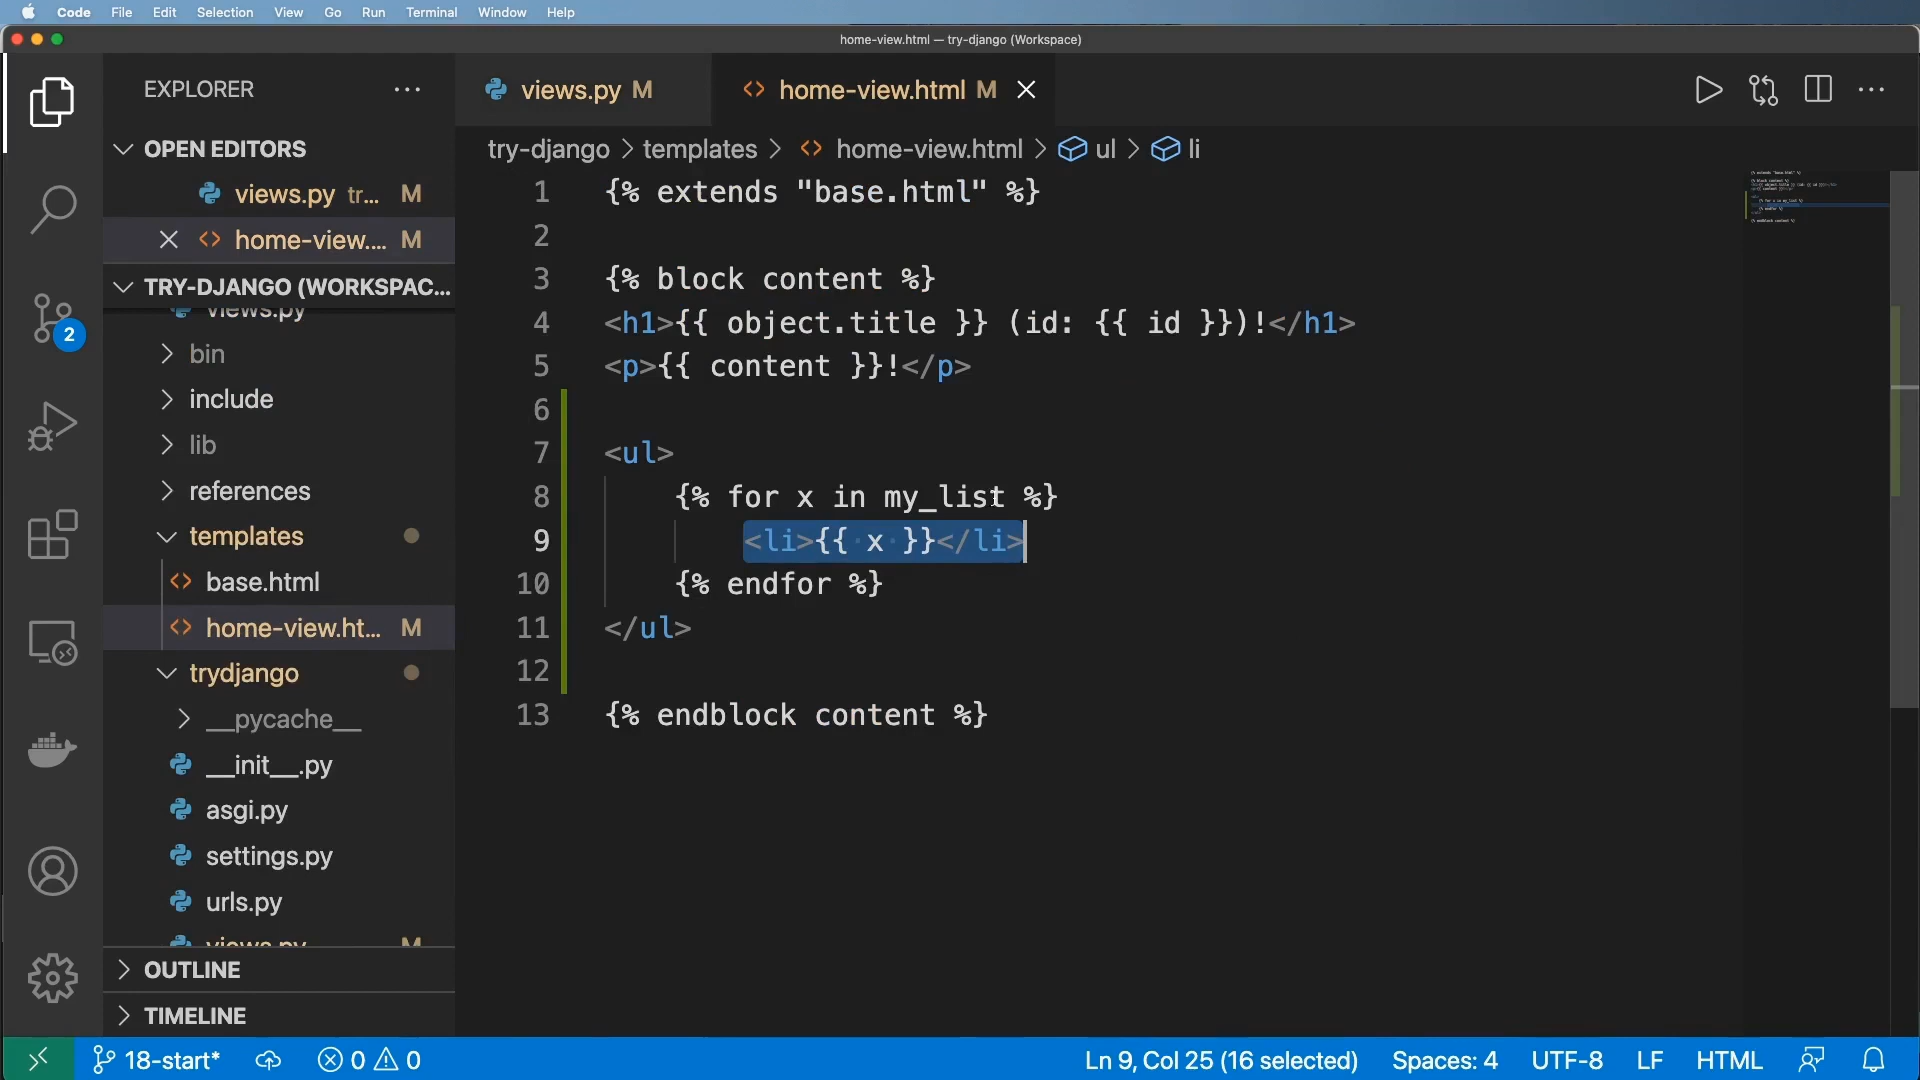 Code File Edit Selection View Go Run Terminal Window Help
home-view.html — try-django (Workspace)
EXPLORER
views.py M
home-view.html M
OPEN EDITORS
views.py tr... M
home-view.... M
TRY-DJANGO (WORKSPAC...
views.py
bin
include
lib
references
templates
base.html
home-view.ht... M
trydjango
__pycache__
__init__.py
asgi.py
settings.py
urls.py
views.py M
OUTLINE
TIMELINE
2
try-django > templates > home-view.html > ul > li
1 {% extends "base.html" %}
2
3 {% block content %}
4 <h1>{{ object.title }} (id: {{ id }})!</h1>
5 <p>{{ content }}!</p>
6
7 <ul>
8 {% for x in my_list %}
9 <li>{{ x }}</li>
10 {% endfor %}
11 </ul>
12
13 {% endblock content %}
18-start* 0 0 Ln 9, Col 25 (16 selected) Spaces: 4 UTF-8 LF HTML